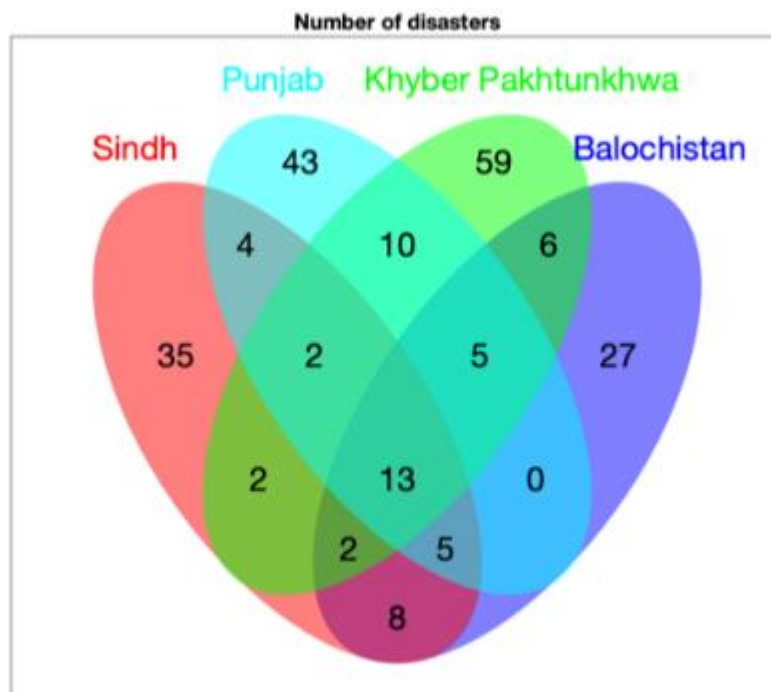 Number of disasters
Punjab Khyber Pakhtunkhwa
Sindh Balochistan
43 59
4 10 6
35 2 5 27
2 13 0
2 5
8